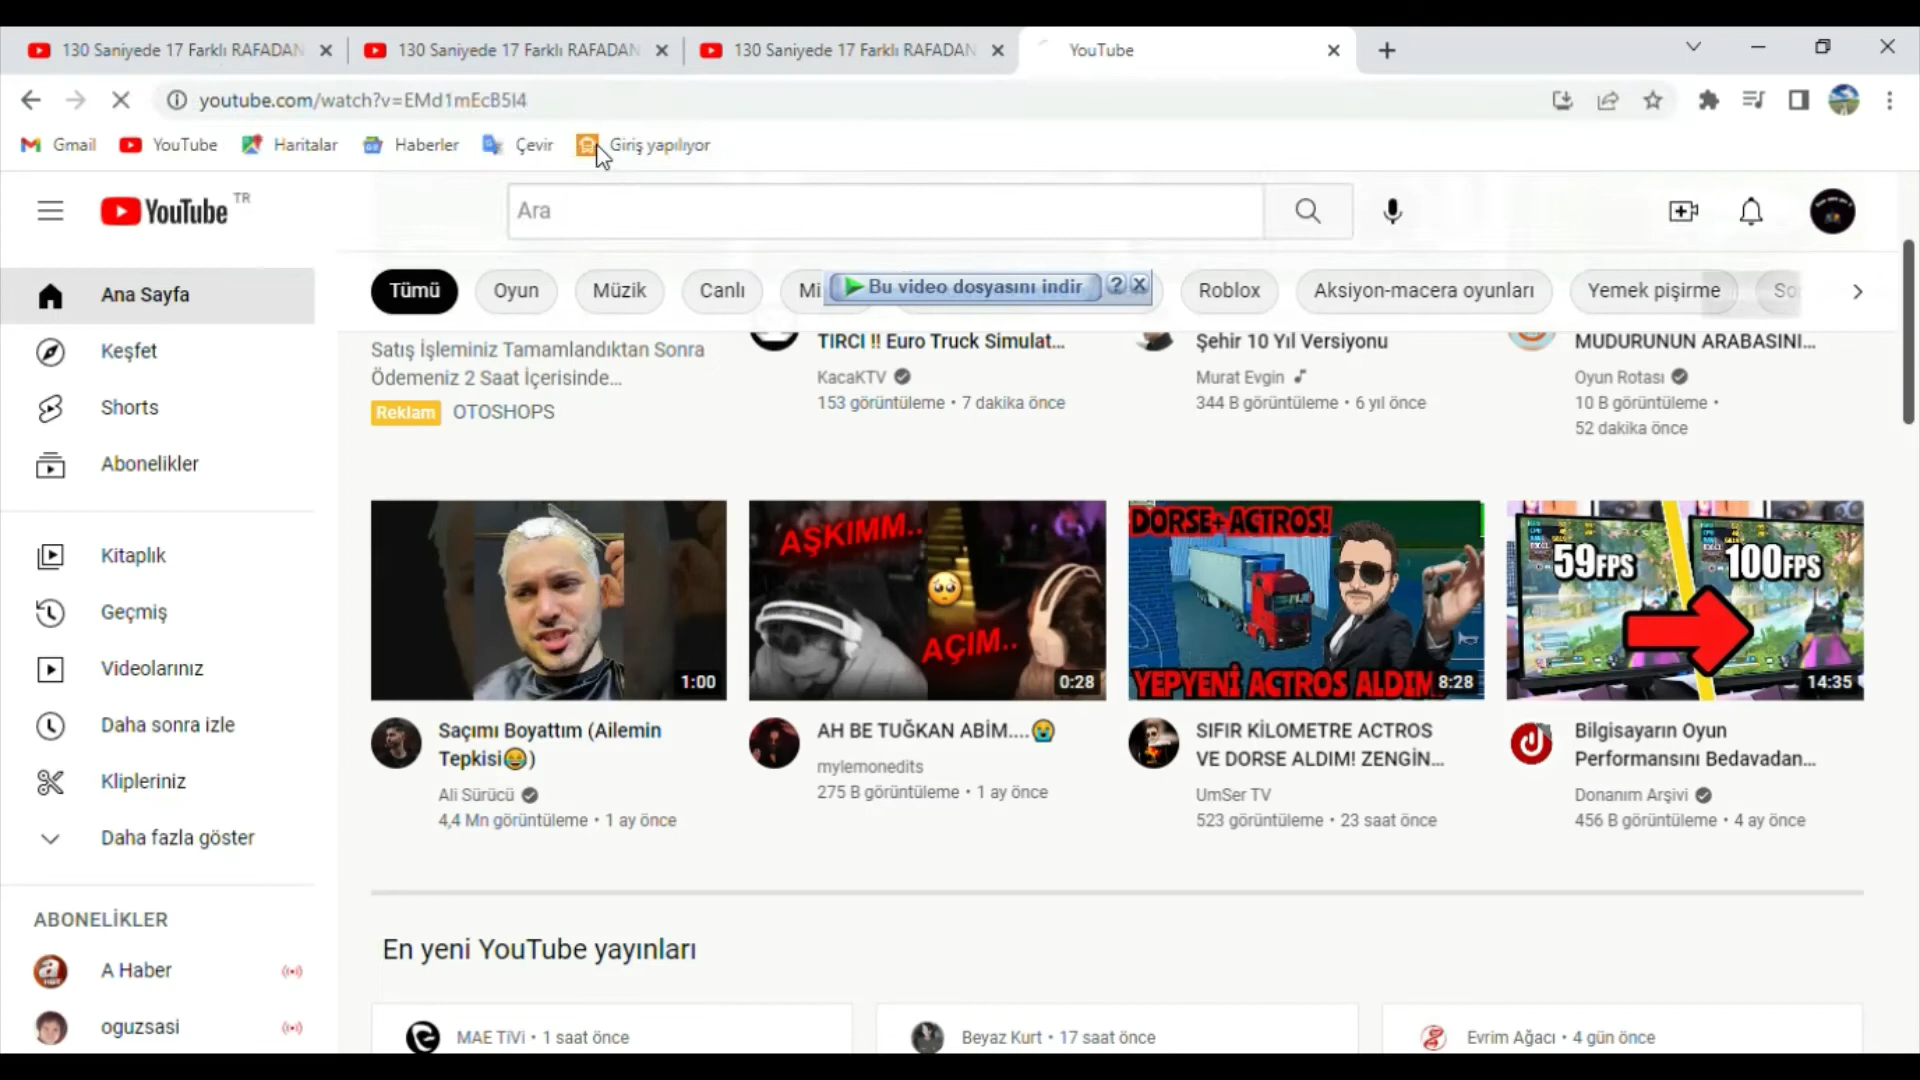 130 Saniyede 17 Farklı RAFADAN
130 Saniyede 17 Farklı RAFADAN
130 Saniyede 17 Farklı RAFADAN
YouTube
youtube.com/watch?v=EMd1mEcB5I4
Gmail YouTube Haritalar Haberler Çevir Giriş yapılıyor
YouTube TR
Ara
Tümü Oyun Müzik Canlı Mi Bu video dosyasını indir Roblox Aksiyon-macera oyunları Yemek pişirme So
Ana Sayfa
Keşfet
Shorts
Abonelikler
Kitaplık
Geçmiş
Videolarınız
Daha sonra izle
Klipleriniz
Daha fazla göster
ABONELİKLER
A Haber
oguzsasi
Satış İşleminiz Tamamlandıktan Sonra
Ödemeniz 2 Saat İçerisinde...
Reklam OTOSHOPS
TIRCI !! Euro Truck Simulat...
KacaKTV
153 görüntüleme • 7 dakika önce
Şehir 10 Yıl Versiyonu
Murat Evgin
344 B görüntüleme • 6 yıl önce
MÜDÜRÜNÜN ARABASINI...
Oyun Rotası
10 B görüntüleme •
52 dakika önce
1:00
Saçımı Boyattım (Ailemin
Tepkisi😂)
Ali Sürücü
4,4 Mn görüntüleme • 1 ay önce
AŞKIMM..
AÇIM..
0:28
AH BE TUĞKAN ABİM....😭
mylemonedits
275 B görüntüleme • 1 ay önce
DORSE+ACTROS!
YEPYENİ ACTROS ALDIM
8:28
SIFIR KİLOMETRE ACTROS
VE DORSE ALDIM! ZENGİN...
UmSer TV
523 görüntüleme • 23 saat önce
59FPS
100FPS
14:35
Bilgisayarın Oyun
Performansını Bedavadan...
Donanım Arşivi
456 B görüntüleme • 4 ay önce
En yeni YouTube yayınları
MAE TiVi • 1 saat önce
Beyaz Kurt • 17 saat önce
Evrim Ağacı • 4 gün önce